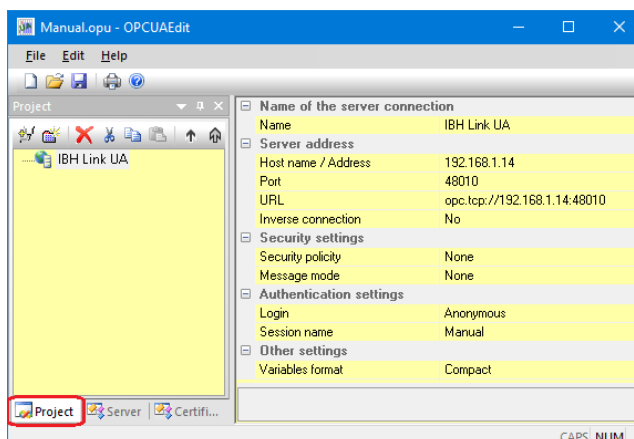 Manual.opu - OPCUAEdit
File Edit Help
Project
IBH Link UA
Name of the server connection
Name IBH Link UA
Server address
Host name / Address 192.168.1.14
Port 48010
URL opc.tcp://192.168.1.14:48010
Inverse connection No
Security settings
Security policity None
Message mode None
Authentication settings
Login Anonymous
Session name Manual
Other settings
Variables format Compact
Project Server Certifi...
CAPS NUM